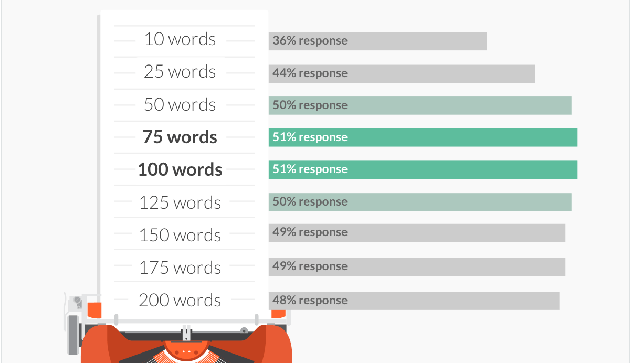 10 words 36% response
25 words 44% response
50 words 50% response
75 words 51% response
100 words 51% response
125 words 50% response
150 words 49% response
175 words 49% response
200 words 48% response